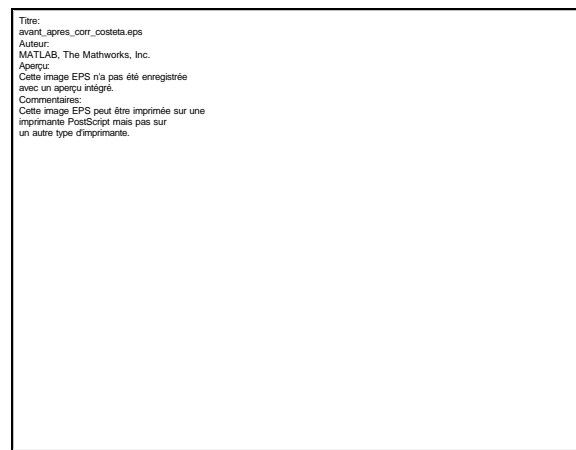 Titre:
avant_apres_corr_costeta.eps
Auteur:
MATLAB, The Mathworks, Inc.
Aperçu:
Cette image EPS n'a pas été enregistrée
avec un aperçu intégré.
Commentaires:
Cette image EPS peut être imprimée sur une
imprimante PostScript mais pas sur
un autre type d'imprimante.